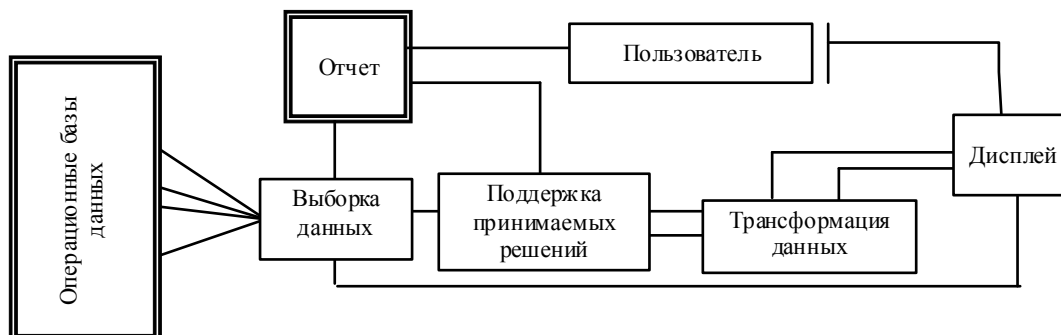 Операционные базы
данных
Отчет
Пользователь
Дисплей
Выборка
данных
Поддержка
принимаемых
решений
Трансформация
данных